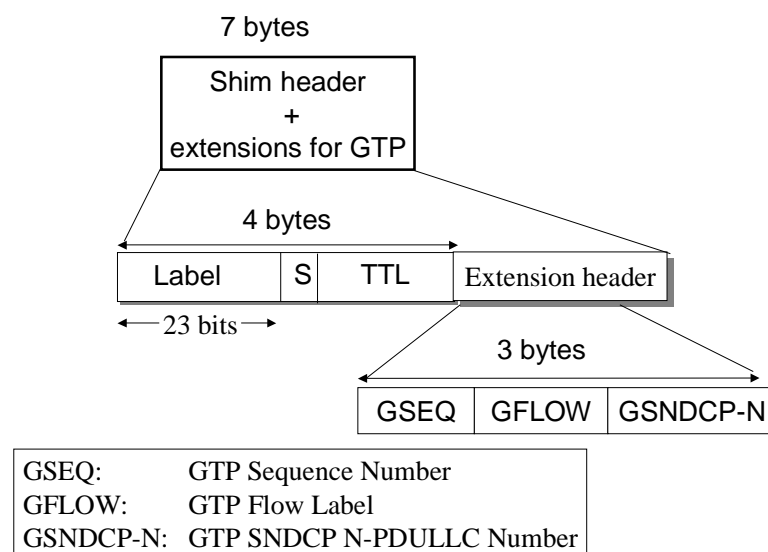 7 bytes
Shim header
+
extensions for GTP
4 bytes
Label S TTL Extension header
23 bits
3 bytes
GSEQ GFLOW GSNDCP-N
GSEQ: GTP Sequence Number
GFLOW: GTP Flow Label
GSNDCP-N: GTP SNDCP N-PDULLC Number